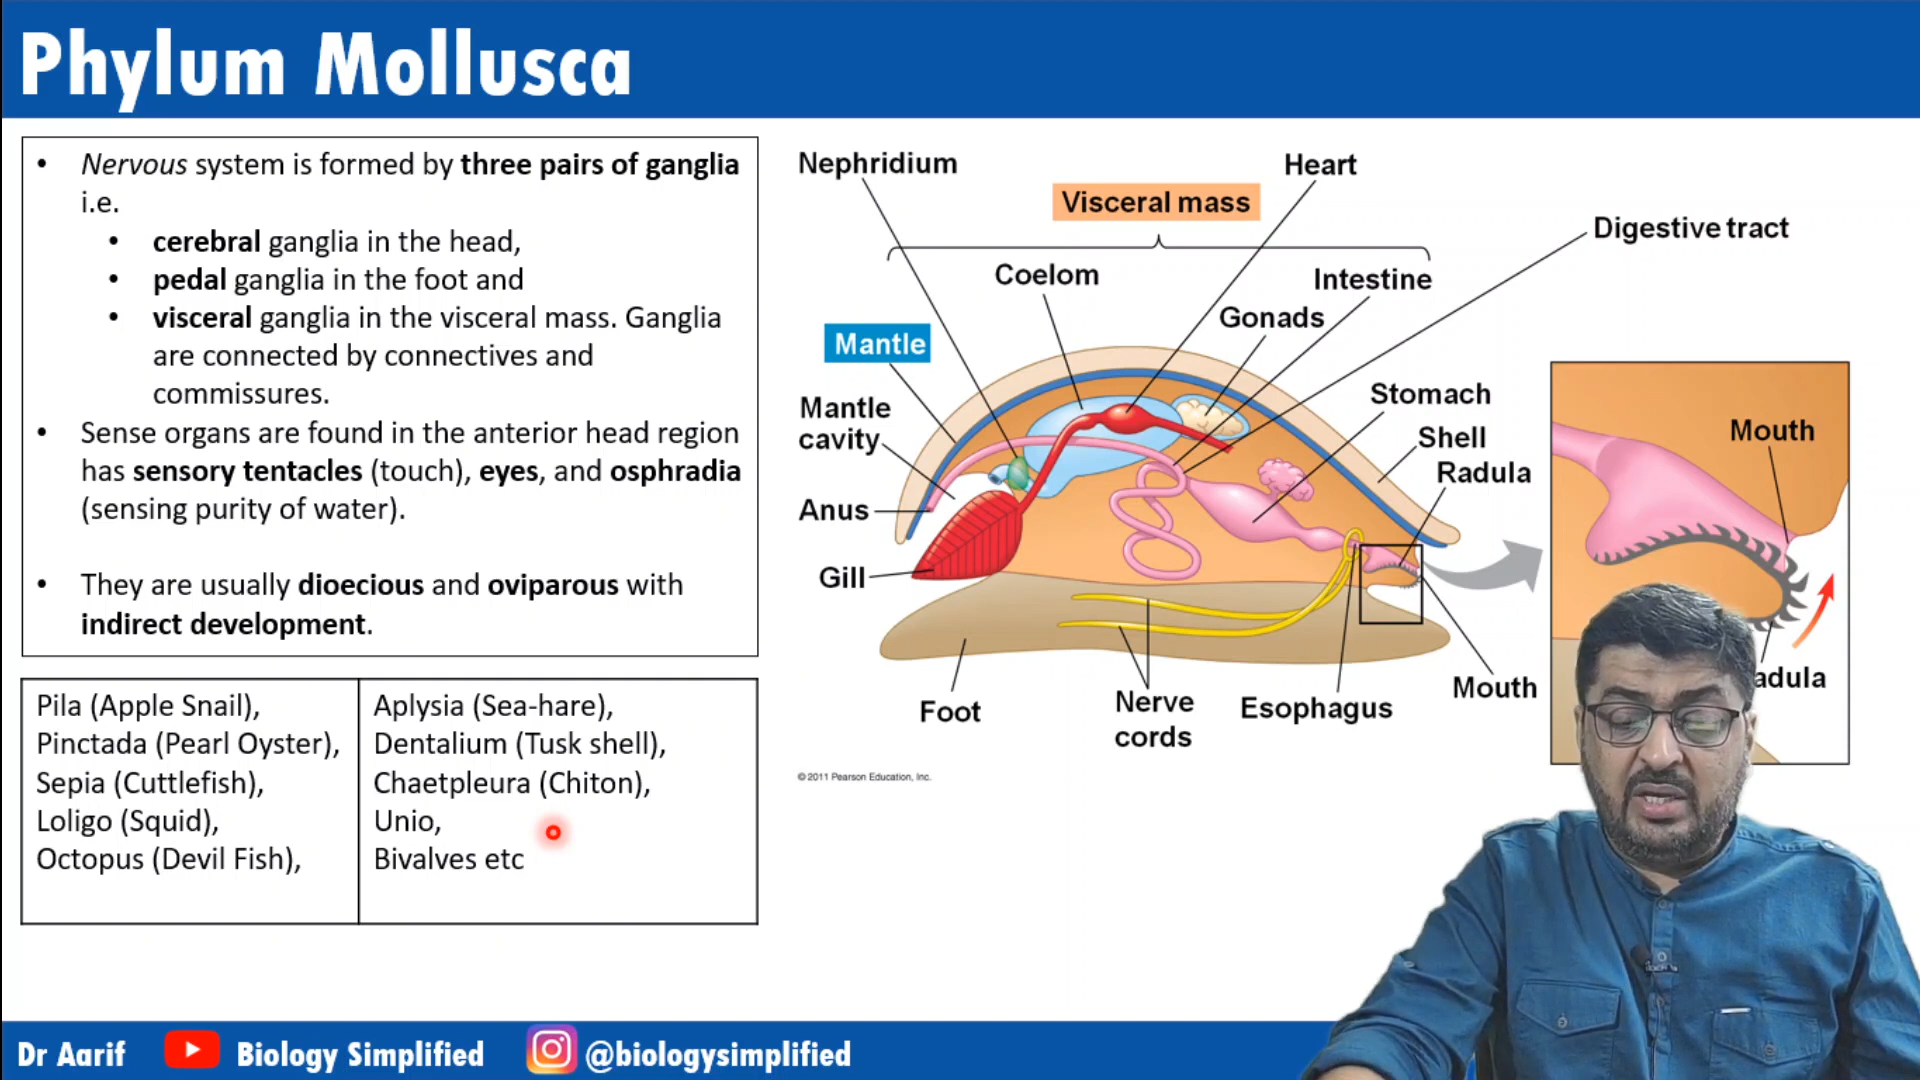 Phylum Mollusca
• Nervous system is formed by three pairs of ganglia
i.e.
• cerebral ganglia in the head,
• pedal ganglia in the foot and
• visceral ganglia in the visceral mass. Ganglia
are connected by connectives and
commissures.
• Sense organs are found in the anterior head region
has sensory tentacles (touch), eyes, and osphradia
(sensing purity of water).
• They are usually dioecious and oviparous with
indirect development.
Pila (Apple Snail),
Pinctada (Pearl Oyster),
Sepia (Cuttlefish),
Loligo (Squid),
Octopus (Devil Fish),
Aplysia (Sea-hare),
Dentalium (Tusk shell),
Chaetpleura (Chiton),
Unio,
Bivalves etc
Nephridium
Heart
Visceral mass
Digestive tract
Coelom
Intestine
Gonads
Mantle
Stomach
Mantle
cavity
Shell
Radula
Anus
Gill
Foot
Nerve
cords
Esophagus
Mouth
Mouth
adula
© 2011 Pearson Education, Inc.
Dr Aarif
Biology Simplified
@biologysimplified